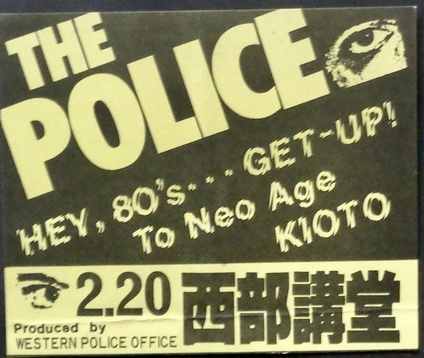 THE
POLICE
HEY, 80's... GET-UP!
To Neo Age
KIOTO
2.20 西部講堂
Produced by
WESTERN POLICE OFFICE